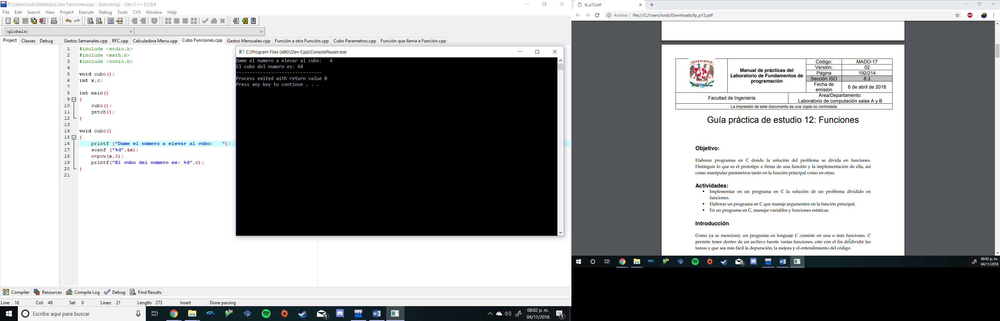 C:\Users\luisb\Desktop\Cubo Funciones.cpp - [Executing] - Dev-C++ 5.3.0.4
File Edit Search View Project Execute Debug Tools CVS Window Help
(globals)
Project Classes Debug
Gastos Semanales.cpp RFC.cpp Calculadora Menu.cpp Cubo Funciones.cpp Gastos Mensuales.cpp Función a otra Función.cpp Cubo Parametros.cpp Función que llama a Función.cpp
1 #include <stdio.h>
2 #include <math.h>
3 #include <conio.h>
4
5 void cubo();
6 int x,c;
7
8 int main()
9 {
10 cubo();
11 getch();
12 }
13
14 void cubo()
15 {
16 printf ("Dame el numero a elevar al cubo:   ");
17 scanf ("%d",&x);
18 c=pow(x,3);
19 printf("El cubo del numero es: %d",c);
20 }
21
C:\Program Files (x86)\Dev-Cpp\ConsolePauser.exe
Dame el numero a elevar al cubo:   4
El cubo del numero es: 64
--------------------------------
Process exited with return value 0
Press any key to continue . . .
Compiler Resources Compile Log Debug Find Results
Line: 16 Col: 49 Sel: 0 Lines: 21 Length: 273 Insert Done parsing
Escribe aquí para buscar
DEV
1
08:02 p. m.
04/11/2018
1
fp_p12.pdf
Archivo file:///C:/Users/luisb/Downloads/fp_p12.pdf
ABP
INGENIERIA
Manual de prácticas del
Laboratorio de Fundamentos de
programación
Código: MADO-17
Versión: 02
Página 192/214
Sección ISO 8.3
Fecha de
emisión
6 de abril de 2018
Facultad de Ingeniería
Área/Departamento:
Laboratorio de computación salas A y B
La impresión de este documento es una copia no controlada
Guía práctica de estudio 12: Funciones
Objetivo:
Elaborar programas en C donde la solución del problema se divida en funciones.
Distinguir lo que es el prototipo o firma de una función y la implementación de ella, así
como manipular parámetros tanto en la función principal como en otras.
Actividades:
▪ Implementar en un programa en C la solución de un problema dividido en
funciones.
▪ Elaborar un programa en C que maneje argumentos en la función principal.
▪ En un programa en C, manejar variables y funciones estáticas.
Introducción
Como ya se mencionó, un programa en lenguaje C consiste en una o más funciones. C
permite tener dentro de un archivo fuente varias funciones, esto con el fin de dividir las
tareas y que sea más fácil la depuración, la mejora y el entendimiento del código.
DEV
1
08:02 p. m.
04/11/2018